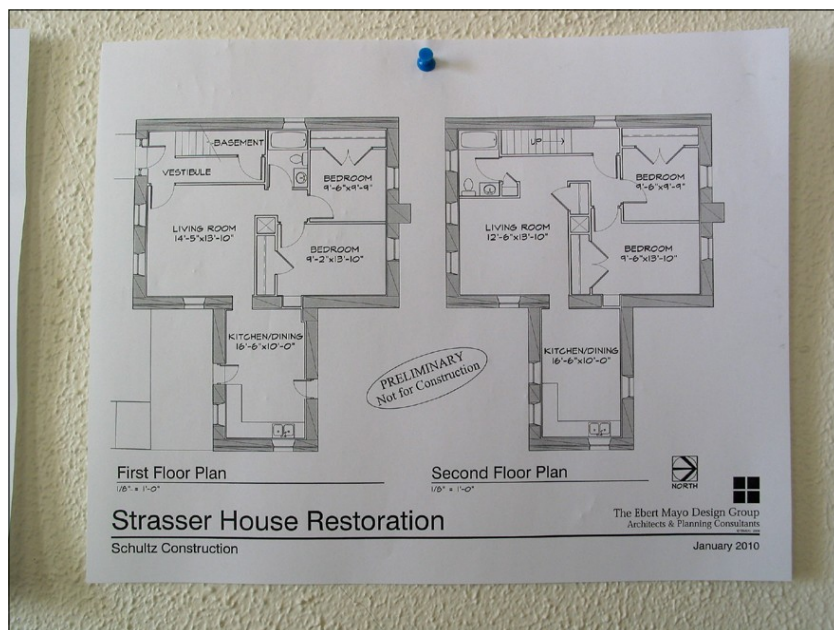 BASEMENT
VESTIBULE
BEDROOM
9'-6"x9'-9"
LIVING ROOM
14'-5"x13'-10"
BEDROOM
9'-2"x13'-10"
KITCHEN/DINING
16'-6"x10'-0"
First Floor Plan
1/8" = 1'-0"
UP
BEDROOM
9'-6"x9'-9"
LIVING ROOM
12'-6"x13'-10"
BEDROOM
9'-6"x13'-10"
KITCHEN/DINING
16'-6"x10'-0"
PRELIMINARY
Not for Construction
Second Floor Plan
1/8" = 1'-0"
NORTH
Strasser House Restoration
The Ebert Mayo Design Group
Architects & Planning Consultants
Schultz Construction
January 2010